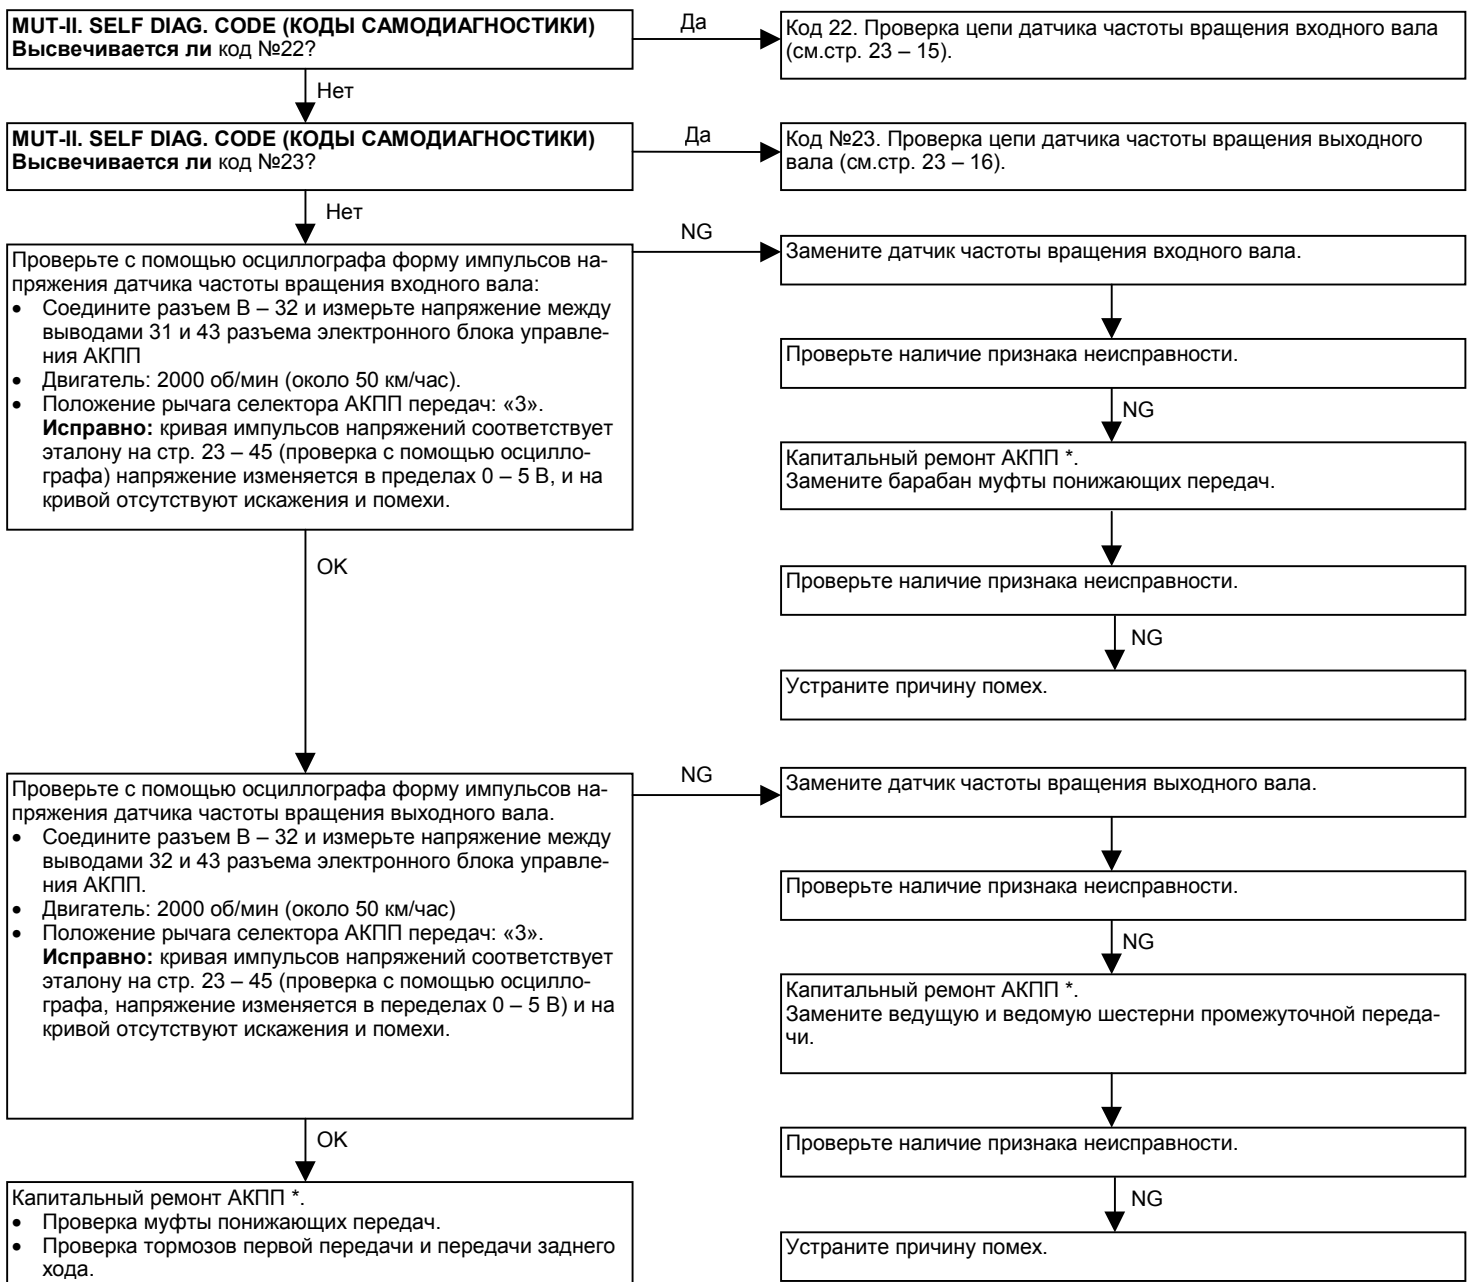 MUT-II. SELF DIAG. CODE (КОДЫ САМОДИАГНОСТИКИ)
Высвечивается ли код №22?
Да
Код 22. Проверка цепи датчика частоты вращения входного вала
(см.стр. 23 – 15).
Нет
MUT-II. SELF DIAG. CODE (КОДЫ САМОДИАГНОСТИКИ)
Высвечивается ли код №23?
Да
Код №23. Проверка цепи датчика частоты вращения выходного
вала (см.стр. 23 – 16).
Нет
Проверьте с помощью осциллографа форму импульсов на-
пряжения датчика частоты вращения входного вала:
• Соедините разъем В – 32 и измерьте напряжение между
выводами 31 и 43 разъема электронного блока управле-
ния АКПП
• Двигатель: 2000 об/мин (около 50 км/час).
• Положение рычага селектора АКПП передач: «3».
Исправно: кривая импульсов напряжений соответствует
эталону на стр. 23 – 45 (проверка с помощью осцилло-
графа) напряжение изменяется в пределах 0 – 5 В, и на
кривой отсутствуют искажения и помехи.
NG
Замените датчик частоты вращения входного вала.
Проверьте наличие признака неисправности.
NG
Капитальный ремонт АКПП *.
Замените барабан муфты понижающих передач.
Проверьте наличие признака неисправности.
NG
Устраните причину помех.
OK
Проверьте с помощью осциллографа форму импульсов на-
пряжения датчика частоты вращения выходного вала.
• Соедините разъем В – 32 и измерьте напряжение между
выводами 32 и 43 разъема электронного блока управле-
ния АКПП.
• Двигатель: 2000 об/мин (около 50 км/час)
• Положение рычага селектора АКПП передач: «3».
Исправно: кривая импульсов напряжений соответствует
эталону на стр. 23 – 45 (проверка с помощью осцилло-
графа, напряжение изменяется в переделах 0 – 5 В) и на
кривой отсутствуют искажения и помехи.
NG
Замените датчик частоты вращения выходного вала.
Проверьте наличие признака неисправности.
NG
Капитальный ремонт АКПП *.
Замените ведущую и ведомую шестерни промежуточной переда-
чи.
Проверьте наличие признака неисправности.
NG
Устраните причину помех.
OK
Капитальный ремонт АКПП *.
• Проверка муфты понижающих передач.
• Проверка тормозов первой передачи и передачи заднего
хода.